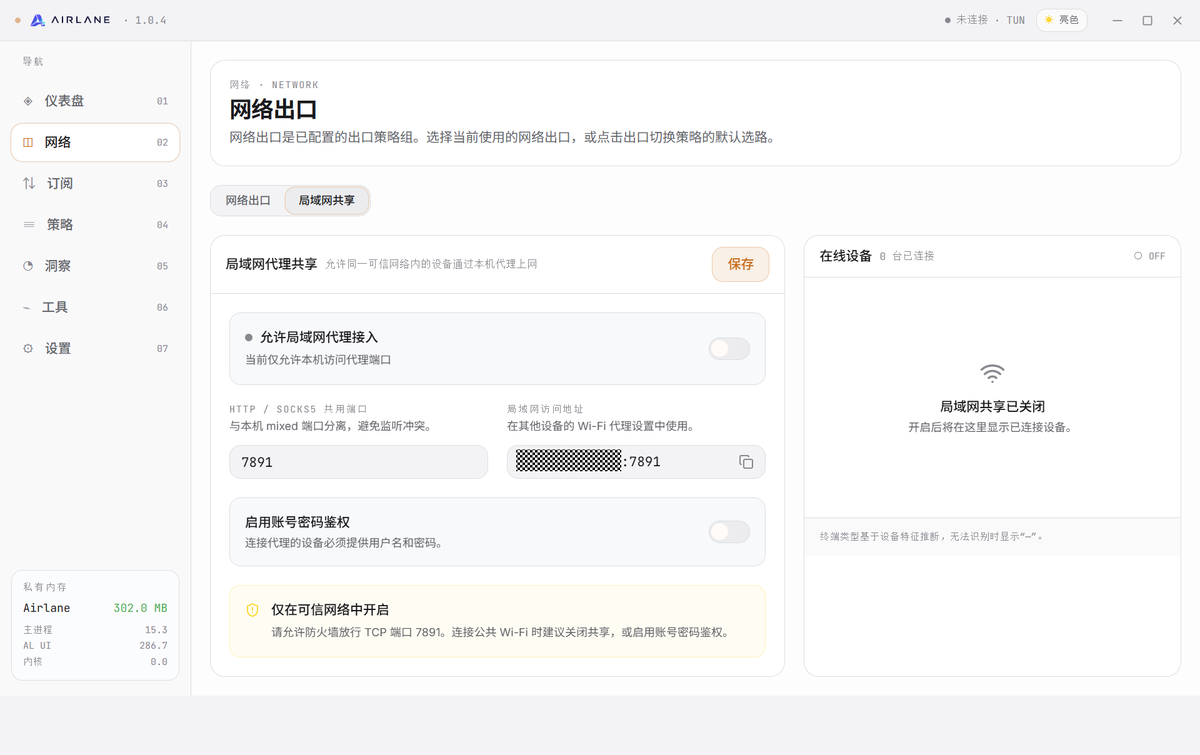 AIRLANE · 1.0.4
未连接 · TUN
亮色
导航
仪表盘 01
网络 02
订阅 03
策略 04
洞察 05
工具 06
设置 07
私有内存
Airlane 302.0 MB
主进程 15.3
AL UI 286.7
内核 0.0
网络 · NETWORK
网络出口
网络出口是已配置的出口策略组。选择当前使用的网络出口，或点击出口切换策略的默认选路。
网络出口 局域网共享
局域网代理共享 允许同一可信网络内的设备通过本机代理上网
保存
允许局域网代理接入
当前仅允许本机访问代理端口
HTTP / SOCKS5 共用端口
与本机 mixed 端口分离，避免监听冲突。
7891
局域网访问地址
在其他设备的 Wi-Fi 代理设置中使用。
:7891
启用账号密码鉴权
连接代理的设备必须提供用户名和密码。
仅在可信网络中开启
请允许防火墙放行 TCP 端口 7891。连接公共 Wi-Fi 时建议关闭共享，或启用账号密码鉴权。
在线设备 0 台已连接
OFF
局域网共享已关闭
开启后将在这里显示已连接设备。
终端类型基于设备特征推断，无法识别时显示“—”。